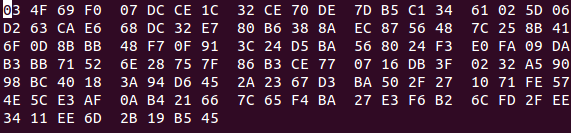 03 4F 69 F0 07 DC CE 1C 32 CE 70 DE 7D B5 C1 34 61 02 5D 06
D2 63 CA E6 68 DC 32 E7 80 B6 38 8A EC 87 56 48 7C 25 8B 41
6F 0D 8B BB 48 F7 0F 91 3C 24 D5 BA 56 80 24 F3 E0 FA 09 DA
B3 BB 71 52 6E 28 75 7F 86 B3 CE 77 07 16 DB 3F 02 32 A5 90
98 BC 40 18 3A 94 D6 45 2A 23 67 D3 BA 50 2F 27 10 71 FE 57
4E 5C E3 AF 0A B4 21 66 7C 65 F4 BA 27 E3 F6 B2 6C FD 2F EE
34 11 EE 6D 2B 19 B5 45